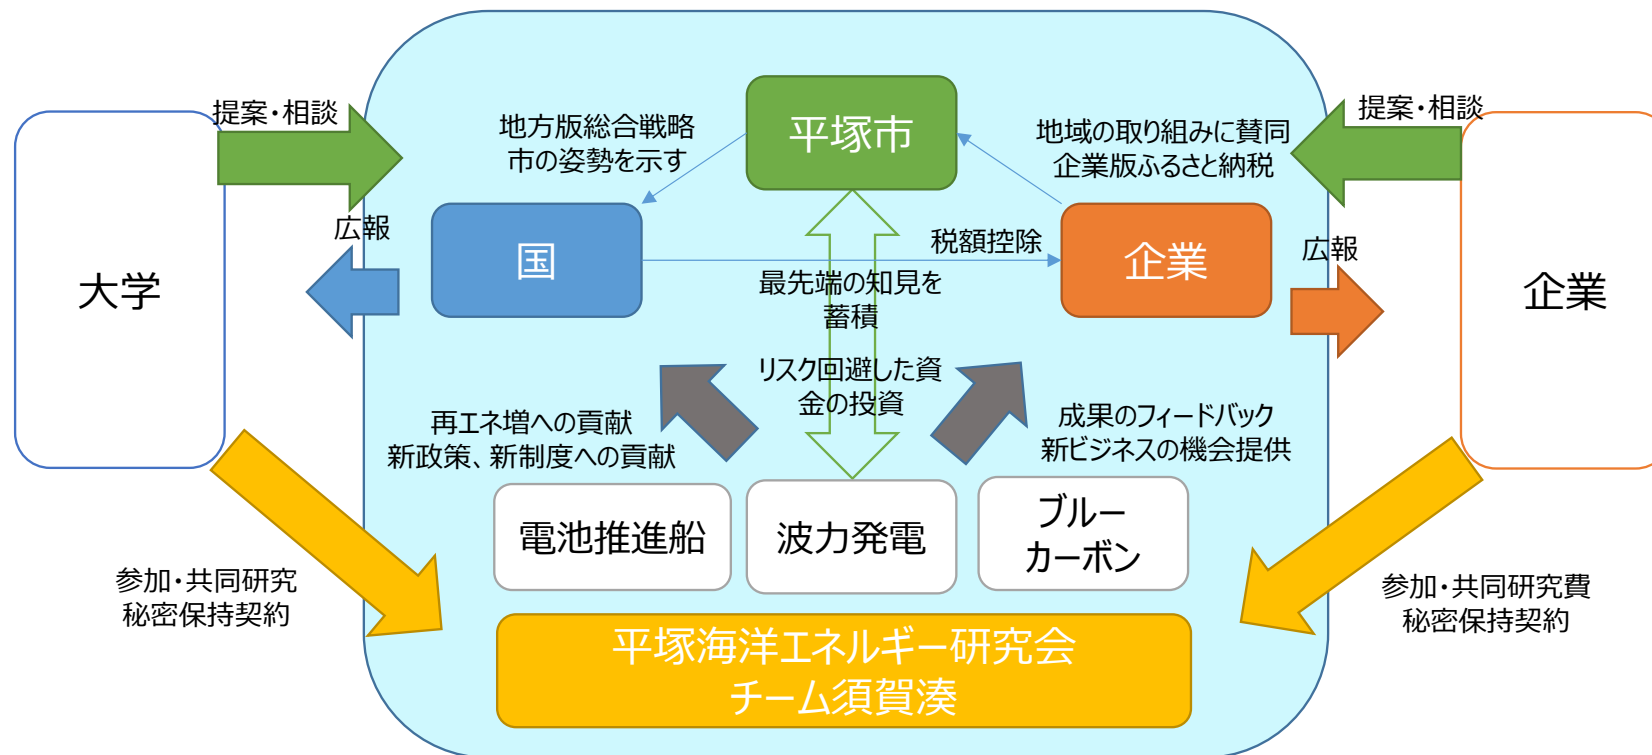 提案・相談
提案・相談
平塚市
地方版総合戦略
市の姿勢を示す
地域の取り組みに賛同
企業版ふるさと納税
広報
国
税額控除
企業
広報
大学
企業
最先端の知見を
蓄積
リスク回避した資
金の投資
再エネ増への貢献
新政策、新制度への貢献
成果のフィードバック
新ビジネスの機会提供
電池推進船
波力発電
ブルー
カーボン
参加・共同研究
秘密保持契約
参加・共同研究費
秘密保持契約
平塚海洋エネルギー研究会
チーム須賀湊